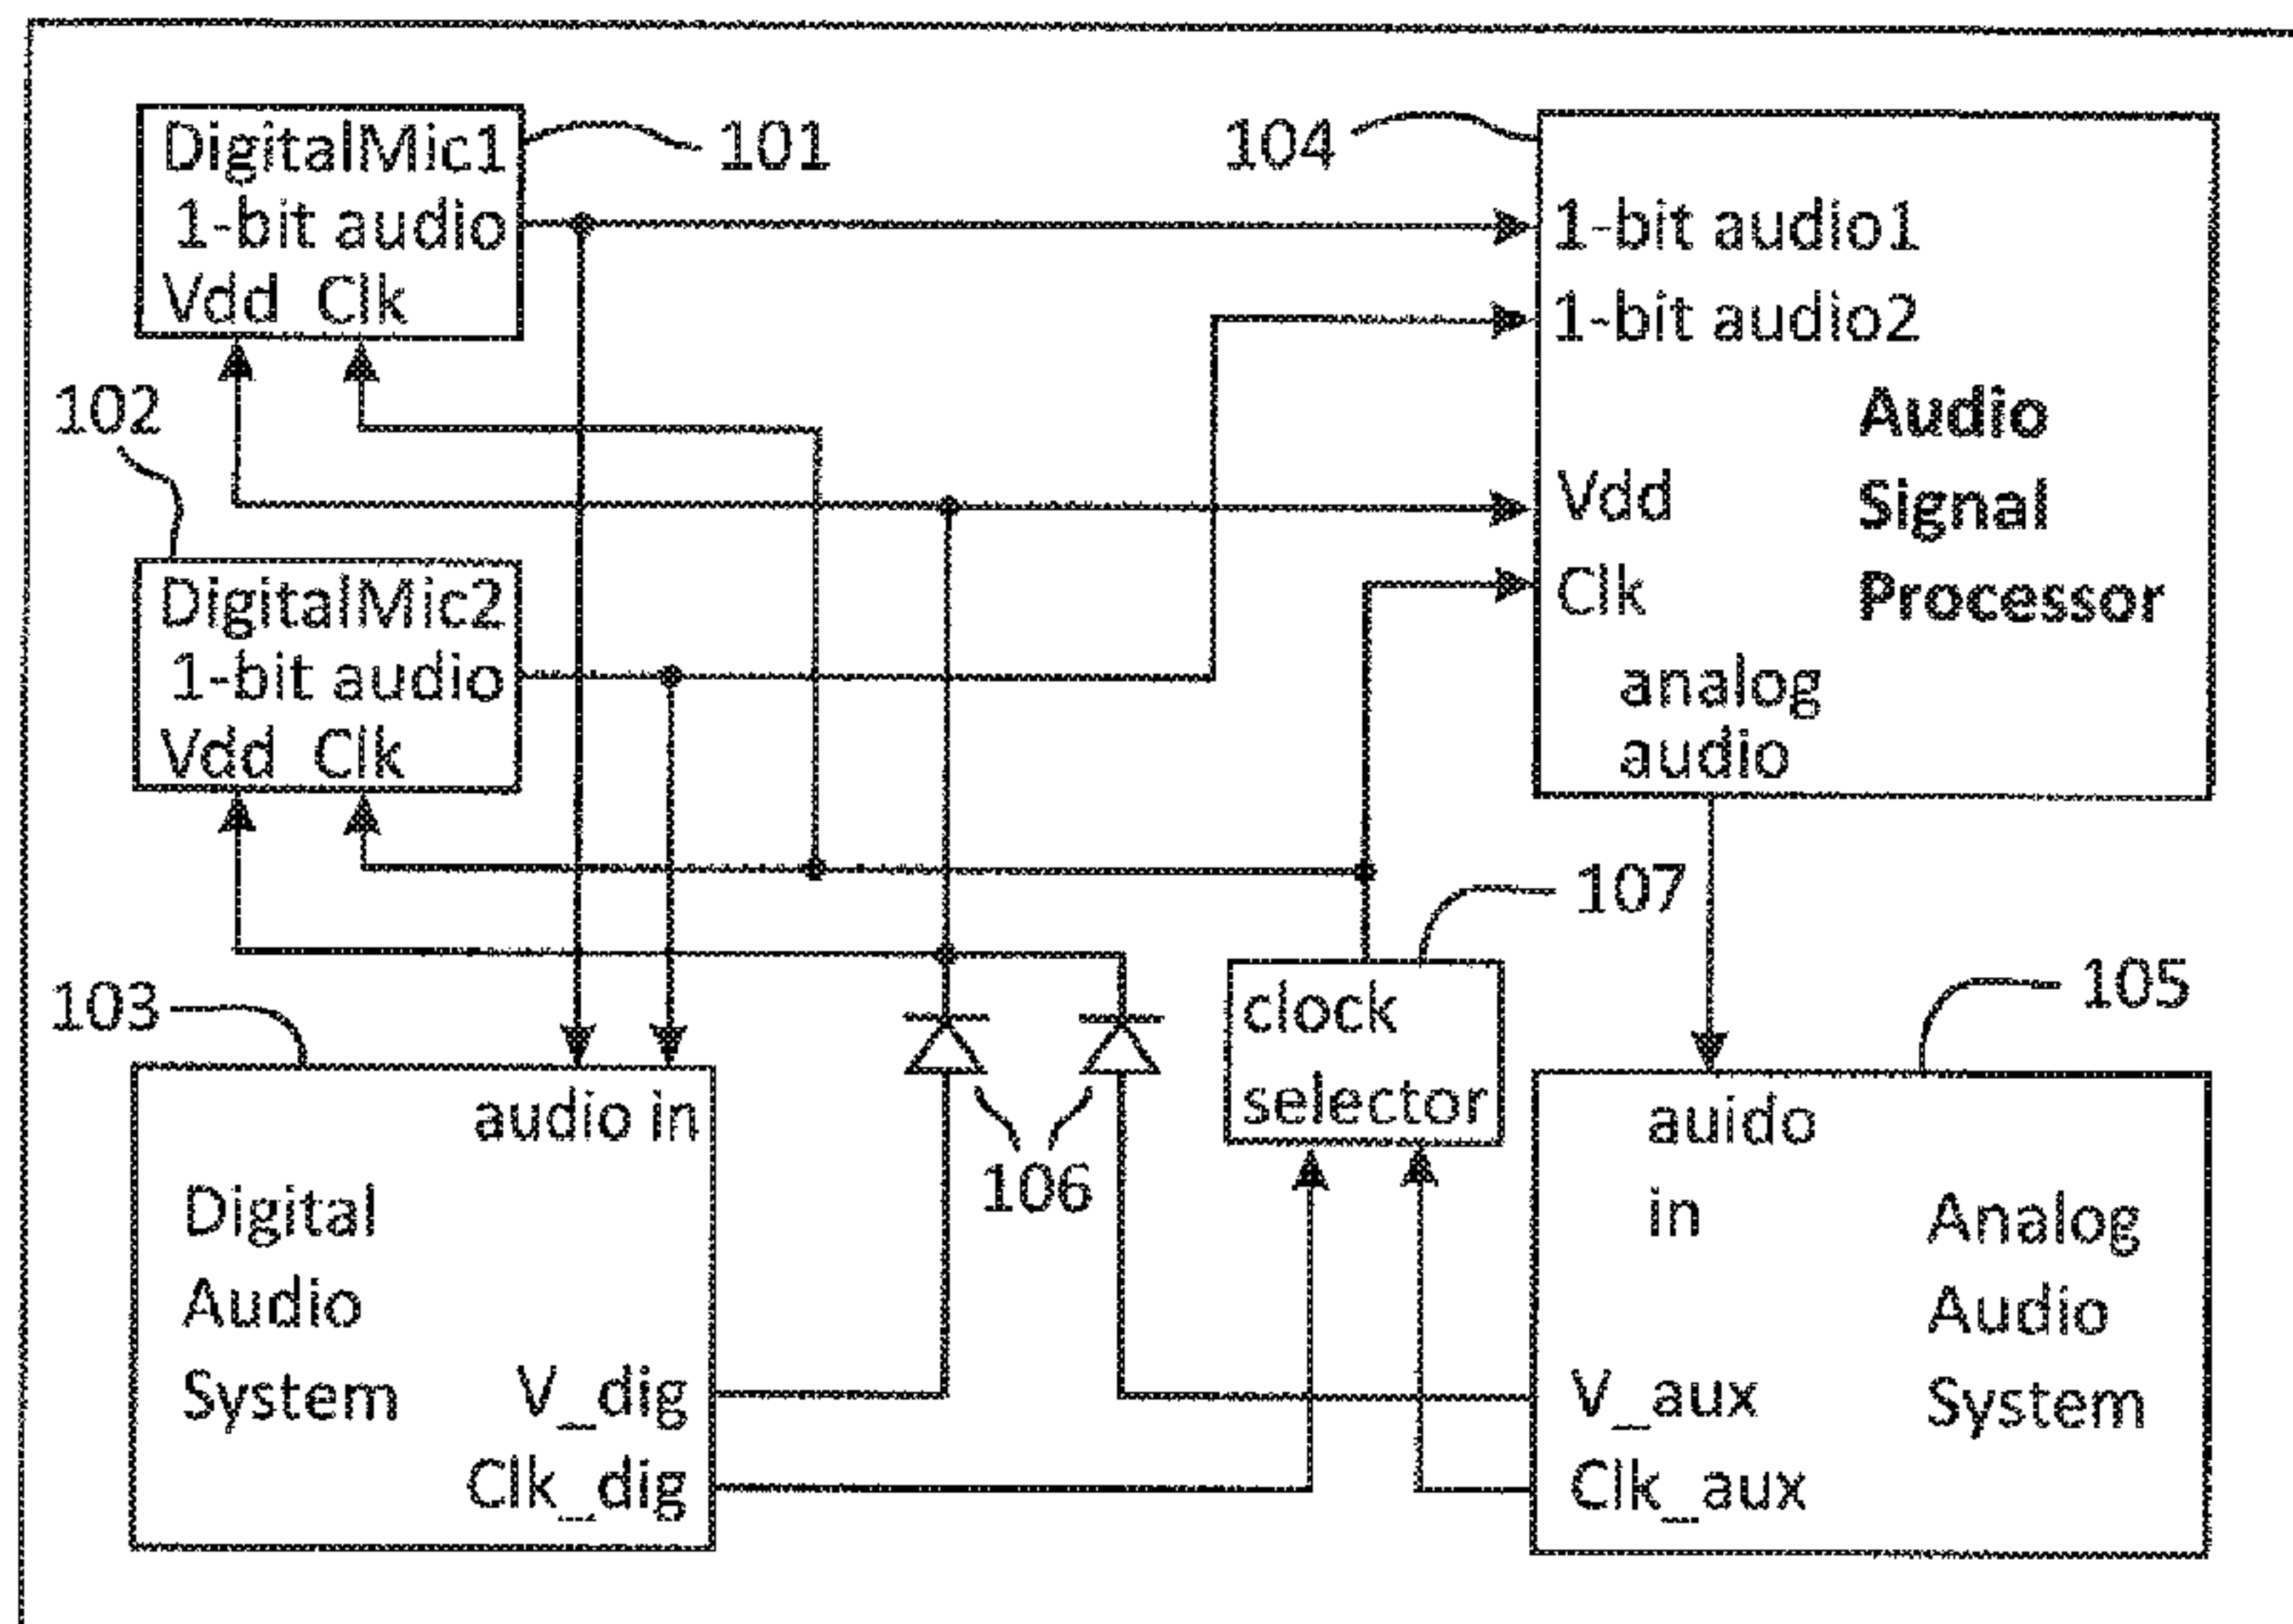 DigitalMic1
1-bit audio
Vdd Clk
101
104
1-bit audio1
1-bit audio2
Vdd
Clk
Audio
Signal
Processor
analog
audio
102
DigitalMic2
1-bit audio
Vdd Clk
107
clock
selector
103
audio in
Digital
Audio
System
V_dig
Clk_dig
106
105
auido
in
Analog
Audio
System
V_aux
Clk_aux